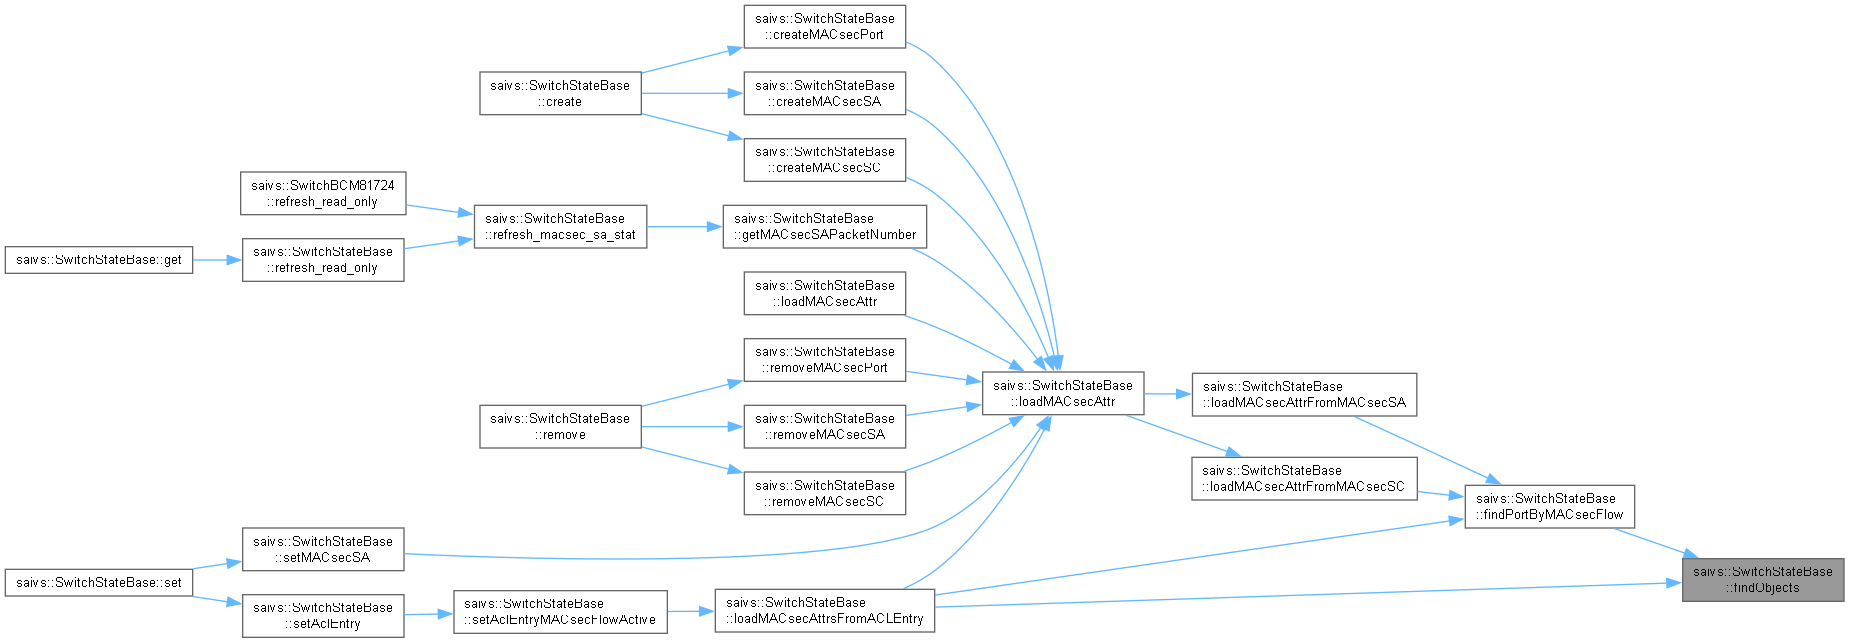 saivs::SwitchStateBase
::createMACsecPort
saivs::SwitchStateBase
::create
saivs::SwitchStateBase
::createMACsecSA
saivs::SwitchStateBase
::createMACsecSC
saivs::SwitchBCM81724
::refresh_read_only
saivs::SwitchStateBase
::refresh_macsec_sa_stat
saivs::SwitchStateBase
::getMACsecSAPacketNumber
saivs::SwitchStateBase::get
saivs::SwitchStateBase
::refresh_read_only
saivs::SwitchStateBase
::loadMACsecAttr
saivs::SwitchStateBase
::removeMACsecPort
saivs::SwitchStateBase
::loadMACsecAttr
saivs::SwitchStateBase
::loadMACsecAttrFromMACsecSA
saivs::SwitchStateBase
::remove
saivs::SwitchStateBase
::removeMACsecSA
saivs::SwitchStateBase
::loadMACsecAttrFromMACsecSC
saivs::SwitchStateBase
::removeMACsecSC
saivs::SwitchStateBase
::findPortByMACsecFlow
saivs::SwitchStateBase
::setMACsecSA
saivs::SwitchStateBase
::findObjects
saivs::SwitchStateBase::set
saivs::SwitchStateBase
::setAclEntry
saivs::SwitchStateBase
::setAclEntryMACsecFlowActive
saivs::SwitchStateBase
::loadMACsecAttrsFromACLEntry